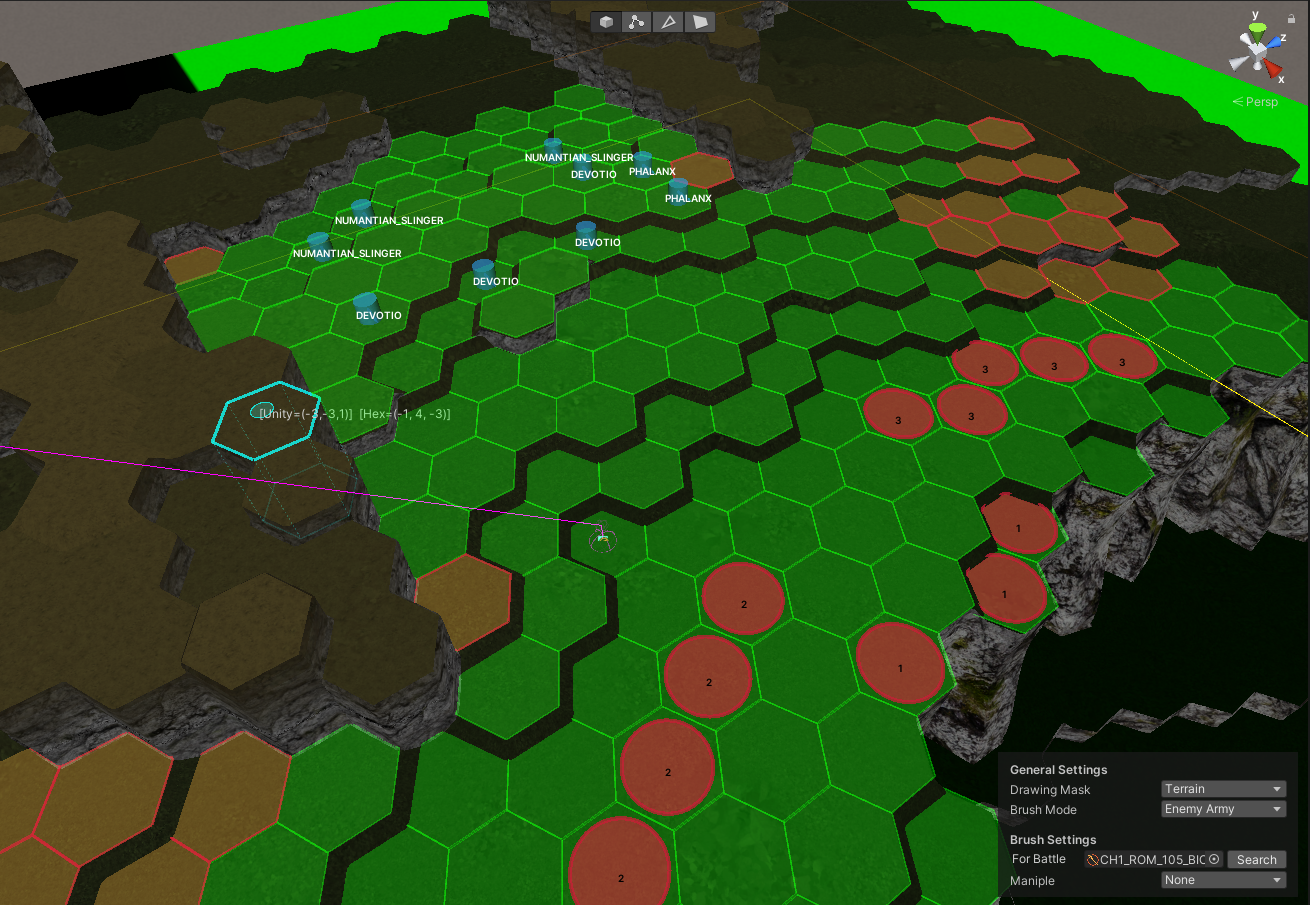 y
z
x
< Persp
NUMANTIAN_SLINGER
DEVOTIO
PHALANX
PHALANX
NUMANTIAN_SLINGER
DEVOTIO
NUMANTIAN_SLINGER
DEVOTIO
DEVOTIO
3
3
3
[Unity=(-3,-3,1)] [Hex=(-1, 4, -3)]
3
3
1
1
2
1
2
2
2
General Settings
Drawing Mask Terrain
Brush Mode Enemy Army
Brush Settings
For Battle CH1_ROM_105_BIC Search
Maniple None